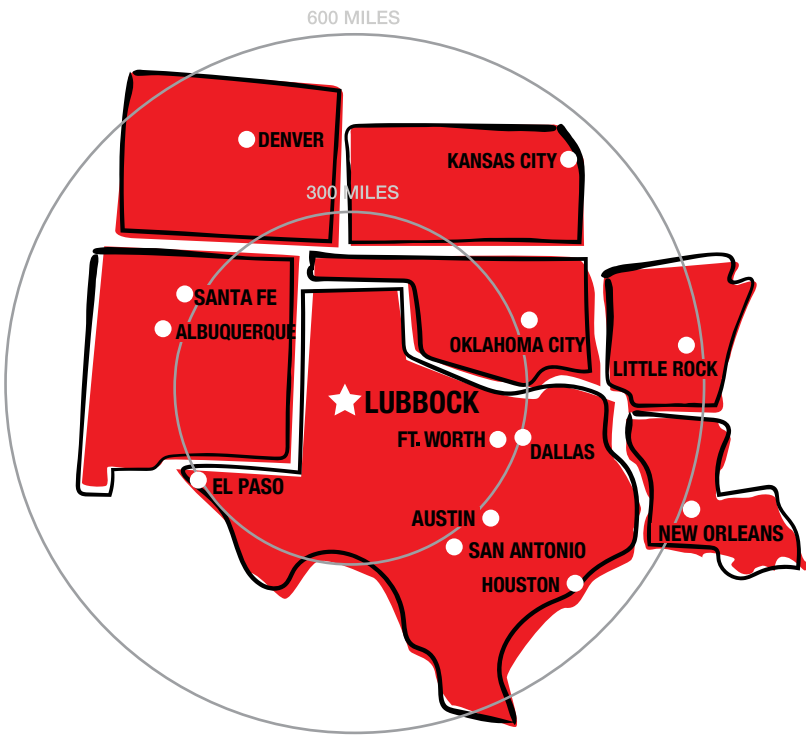 600 MILES
DENVER
KANSAS CITY
300 MILES
SANTA FE
ALBUQUERQUE
OKLAHOMA CITY
LITTLE ROCK
LUBBOCK
FT. WORTH
DALLAS
EL PASO
AUSTIN
NEW ORLEANS
SAN ANTONIO
HOUSTON